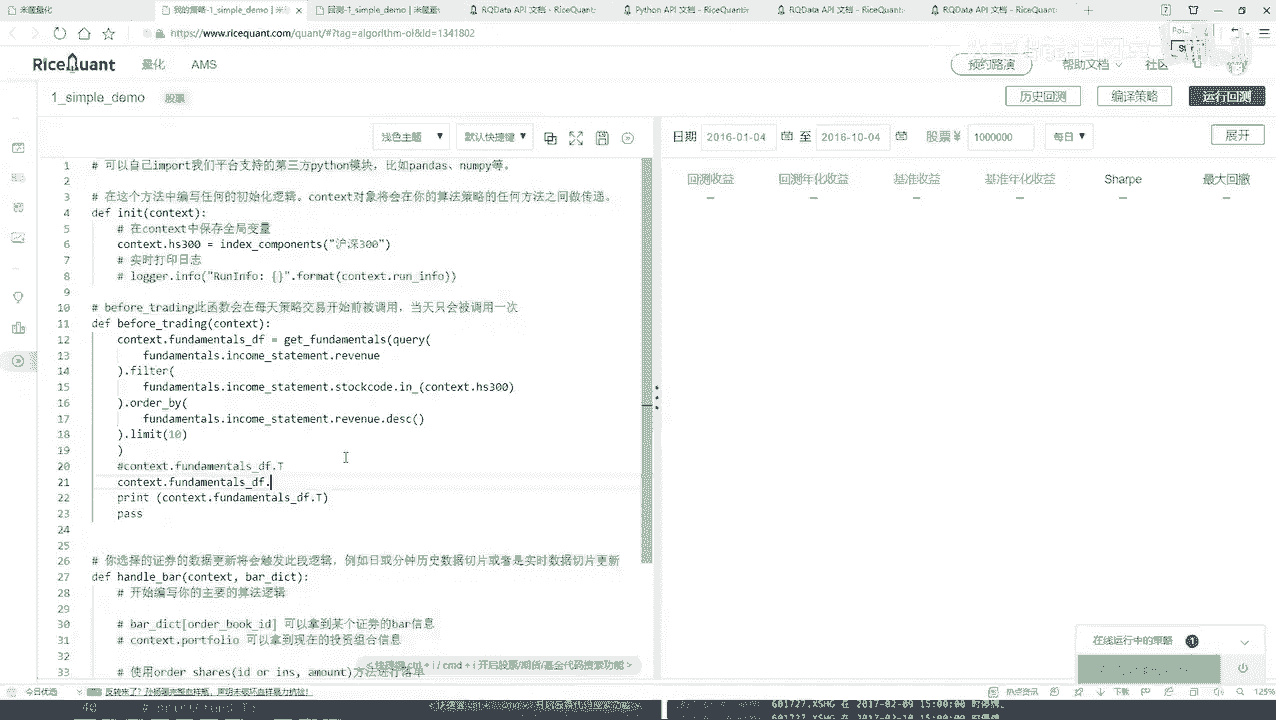 米筐量化
我的策略-1_simple_demo | 米筐
回测-1_simple_demo | 米筐
RQData API 文档 - RiceQuant
Python API 文档 - RiceQuant
RQData API 文档 - RiceQuant
RQData API 文档 - RiceQuant
https://www.ricequant.com/quant/#?tag=algorithm-ol&id=1341802
RiceQuant 量化 AMS
预约路演 帮助文档 社区
1_simple_demo 股票
历史回测 编译策略 运行回测
浅色主题 默认快捷键
日期 2016-01-04 至 2016-10-04 股票 ¥ 1000000 每日 展开
回测收益 回测年化收益 基准收益 基准年化收益 Sharpe 最大回撤
1 # 可以自己import我们平台支持的第三方python模块，比如pandas、numpy等。
2
3 # 在这个方法中编写任何的初始化逻辑。context对象将会在你的算法策略的任何方法之间做传递。
4 def init(context):
5 # 在context中保存全局变量
6 context.hs300 = index_components("沪深300")
7 # 实时打印日志
8 # logger.info("RunInfo: {}".format(context.run_info))
9
10 # before_trading此函数会在每天策略交易开始前被调用，当天只会被调用一次
11 def before_trading(context):
12 context.fundamentals_df = get_fundamentals(query(
13 fundamentals.income_statement.revenue
14 ).filter(
15 fundamentals.income_statement.stockcode.in_(context.hs300)
16 ).order_by(
17 fundamentals.income_statement.revenue.desc()
18 ).limit(10)
19 )
20 #context.fundamentals_df.T
21 context.fundamentals_df.
22 print (context.fundamentals_df.T)
23 pass
24
25
26 # 你选择的证券的数据更新将会触发此段逻辑，例如日或分钟历史数据切片或者是实时数据切片更新
27 def handle_bar(context, bar_dict):
28 # 开始编写你的主要的算法逻辑
29
30 # bar_dict[order_book_id] 可以拿到某个证券的bar信息
31 # context.portfolio 可以拿到现在的投资组合信息
32
33 # 使用order_shares(id_or_ins, amount)方法进行落单
ctrl + i / cmd + i 开启股票/期货/基金代码搜索功能 >
在线运行中的策略 1
今日优选
热点资讯 下载 100%
601727.XSHG 在 2017-02-09 15:00:00 时停牌